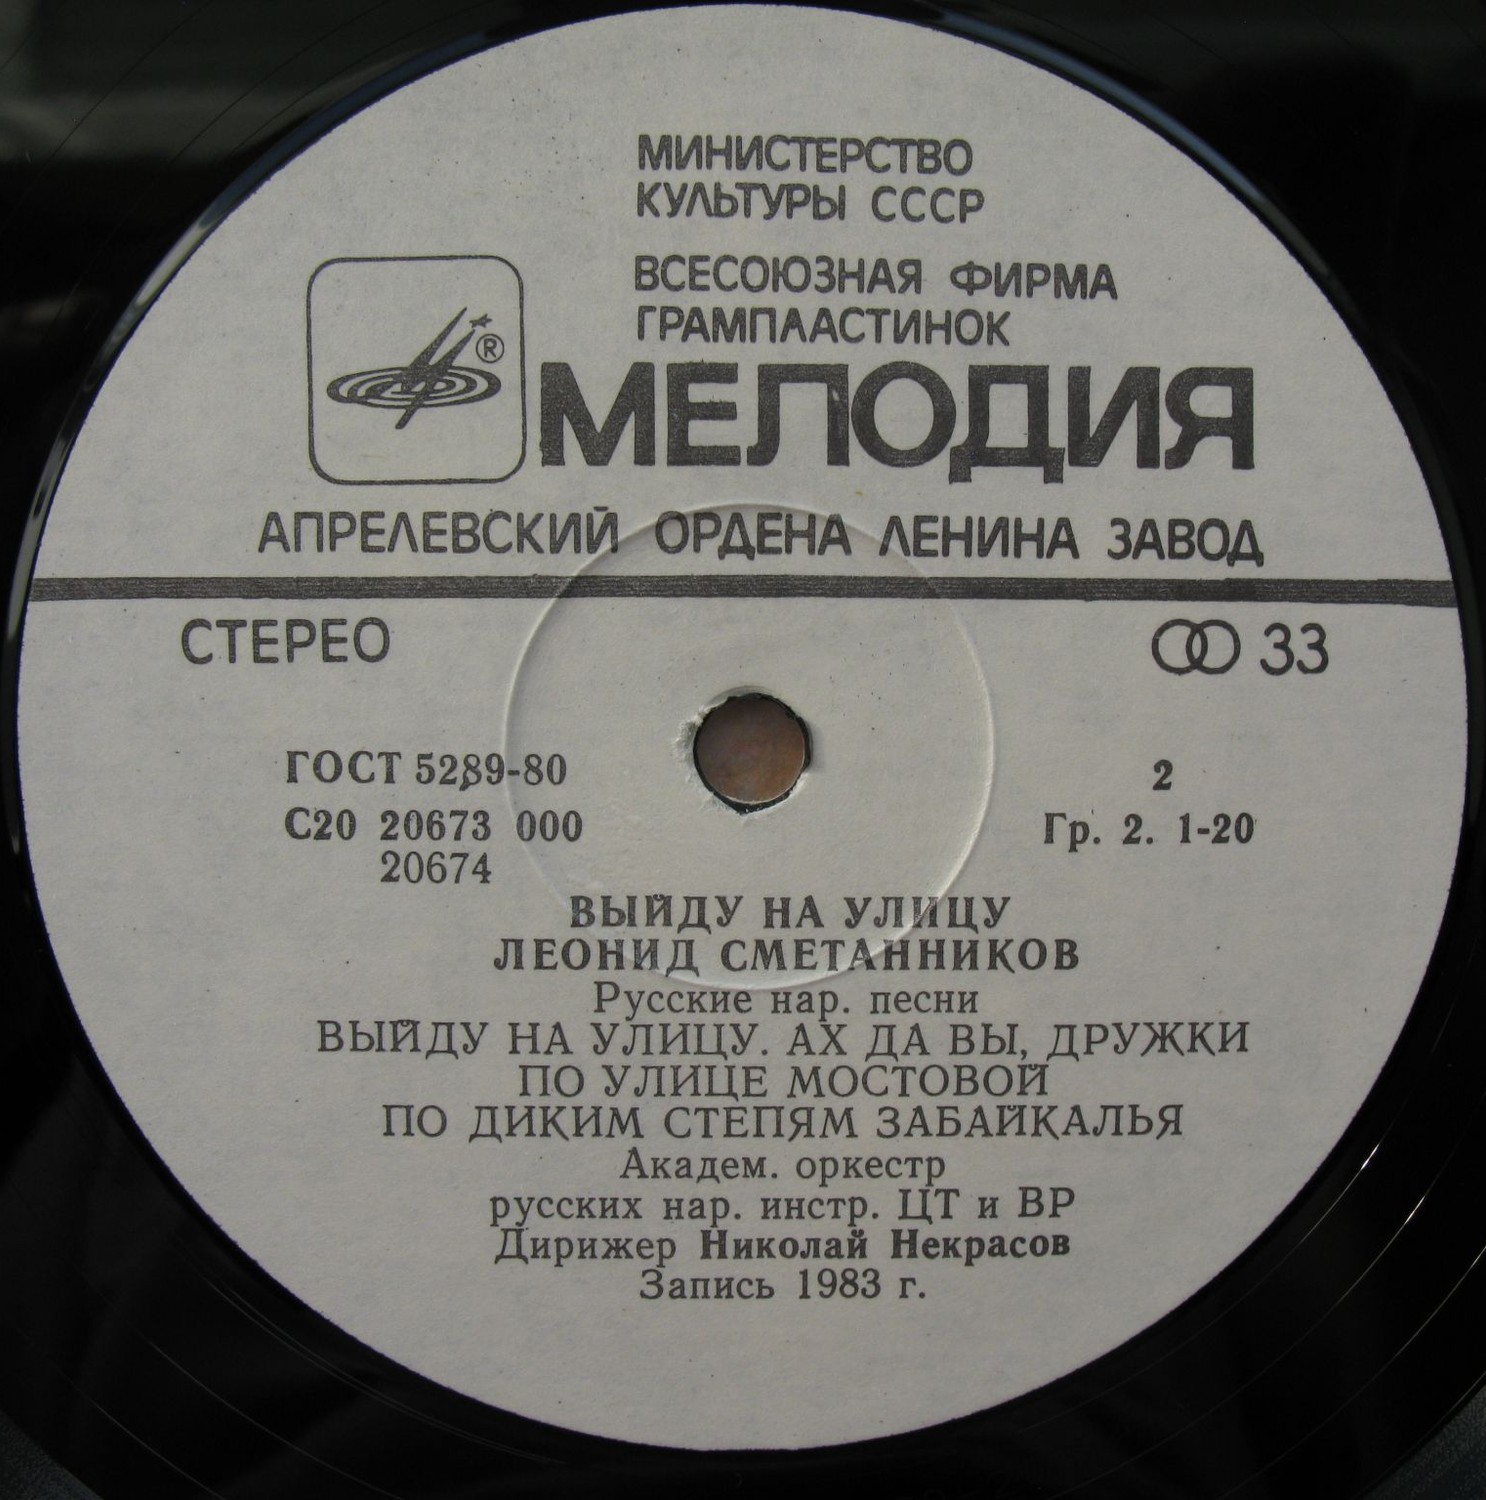 МИНИСТЕРСТВО
КУЛЬТУРЫ СССР
ВСЕСОЮЗНАЯ ФИРМА
ГРАМПЛАСТИНОК
®
МЕЛОДИЯ
АПРЕЛЕВСКИЙ ОРДЕНА ЛЕНИНА ЗАВОД
СТЕРЕО
33
ГОСТ 5289-80
2
С20 20673 000
Гр. 2. 1-20
20674
ВЫЙДУ НА УЛИЦУ
ЛЕОНИД СМЕТАННИКОВ
Русские нар. песни
ВЫЙДУ НА УЛИЦУ. АХ ДА ВЫ, ДРУЖКИ
ПО УЛИЦЕ МОСТОВОЙ
ПО ДИКИМ СТЕПЯМ ЗАБАЙКАЛЬЯ
Академ. оркестр
русских нар. инстр. ЦТ и ВР
Дирижер Николай Некрасов
Запись 1983 г.